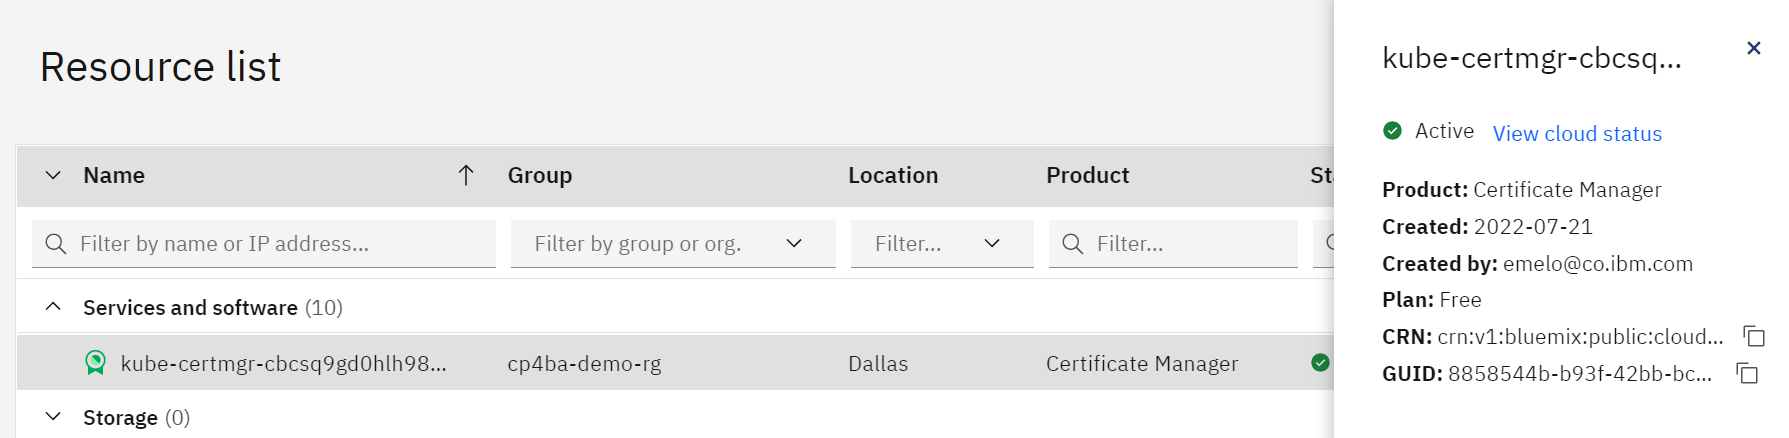 Resource list
Name Group Location Product
Filter by name or IP address... Filter by group or org. Filter... Filter...
Services and software (10)
kube-certmgr-cbcsq9gd0hlh98... cp4ba-demo-rg Dallas Certificate Manager
Storage (0)
kube-certmgr-cbcsq...
Active View cloud status
Product: Certificate Manager
Created: 2022-07-21
Created by: emelo@co.ibm.com
Plan: Free
CRN: crn:v1:bluemix:public:cloud...
GUID: 8858544b-b93f-42bb-bc...